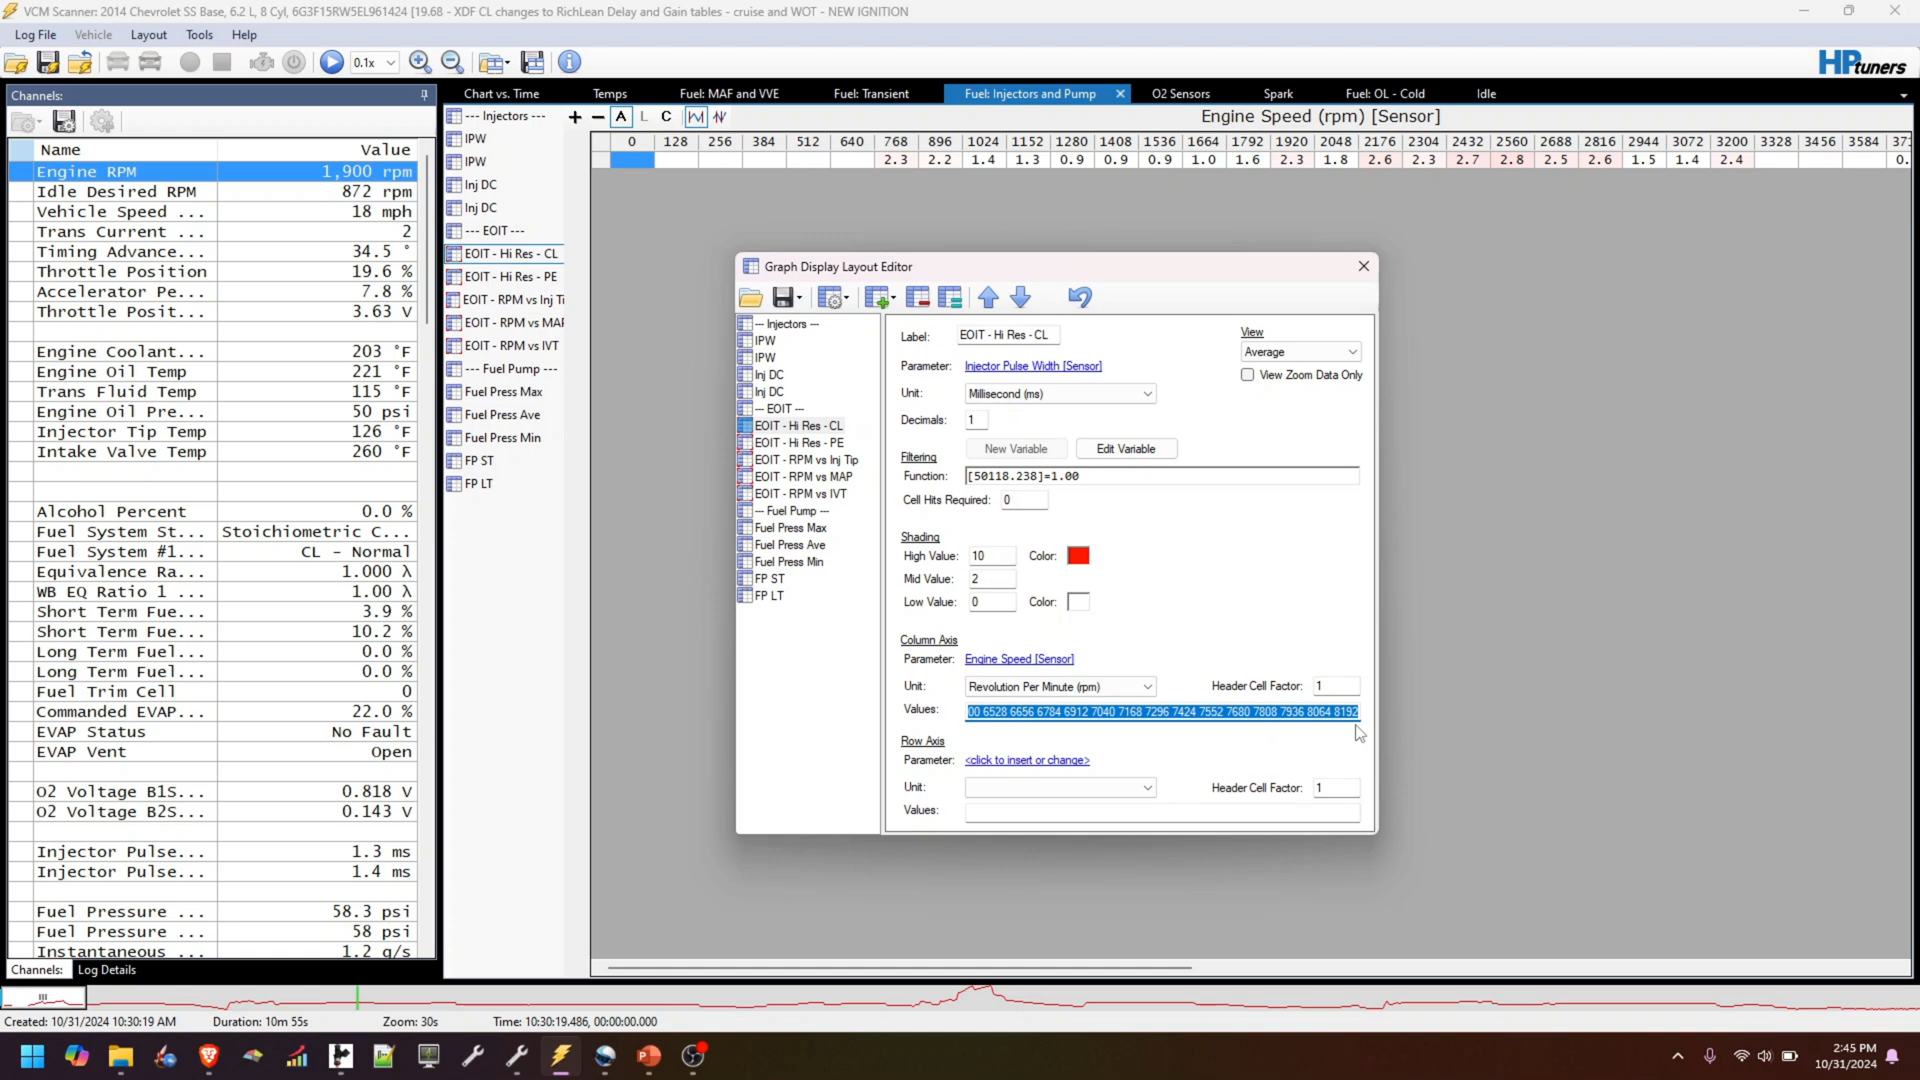 VCM Scanner: 2014 Chevrolet SS Base, 6.2 L, 8 Cyl, 6G3F15RW5EL961424 [19.68 - XDF CL changes to RichLean Delay and Gain tables - cruise and WOT - NEW IGNITION
Log File Vehicle Layout Tools Help
0.1x
HPtuners
Channels:
Name Value
Engine RPM 1,900 rpm
Idle Desired RPM 872 rpm
Vehicle Speed ... 18 mph
Trans Current ... 2
Timing Advance... 34.5 °
Throttle Position 19.6 %
Accelerator Pe... 7.8 %
Throttle Posit... 3.63 V
Engine Coolant... 203 °F
Engine Oil Temp 221 °F
Trans Fluid Temp 115 °F
Engine Oil Pre... 50 psi
Injector Tip Temp 126 °F
Intake Valve Temp 260 °F
Alcohol Percent 0.0 %
Fuel System St... Stoichiometric C...
Fuel System #1... CL - Normal
Equivalence Ra... 1.000 λ
WB EQ Ratio 1 ... 1.00 λ
Short Term Fue... 3.9 %
Short Term Fue... 10.2 %
Long Term Fuel... 0.0 %
Long Term Fuel... 0.0 %
Fuel Trim Cell 0
Commanded EVAP... 22.0 %
EVAP Status No Fault
EVAP Vent Open
O2 Voltage B1S... 0.818 V
O2 Voltage B2S... 0.143 V
Injector Pulse... 1.3 ms
Injector Pulse... 1.4 ms
Fuel Pressure ... 58.3 psi
Fuel Pressure ... 58 psi
Instantaneous ... 1.2 g/s
Channels: Log Details
Chart vs. Time Temps Fuel: MAF and VVE Fuel: Transient Fuel: Injectors and Pump O2 Sensors Spark Fuel: OL - Cold Idle
--- Injectors ---
IPW
IPW
Inj DC
Inj DC
--- EOIT ---
EOIT - Hi Res - CL
EOIT - Hi Res - PE
EOIT - RPM vs Inj Ti
EOIT - RPM vs MAP
EOIT - RPM vs IVT
--- Fuel Pump ---
Fuel Press Max
Fuel Press Ave
Fuel Press Min
FP ST
FP LT
A L C
Engine Speed (rpm) [Sensor]
0 128 256 384 512 640 768 896 1024 1152 1280 1408 1536 1664 1792 1920 2048 2176 2304 2432 2560 2688 2816 2944 3072 3200 3328 3456 3584 37
2.3 2.2 1.4 1.3 0.9 0.9 0.9 1.0 1.6 2.3 1.8 2.6 2.3 2.7 2.8 2.5 2.6 1.5 1.4 2.4 0.
Graph Display Layout Editor
--- Injectors ---
IPW
IPW
Inj DC
Inj DC
--- EOIT ---
EOIT - Hi Res - CL
EOIT - Hi Res - PE
EOIT - RPM vs Inj Tip
EOIT - RPM vs MAP
EOIT - RPM vs IVT
--- Fuel Pump ---
Fuel Press Max
Fuel Press Ave
Fuel Press Min
FP ST
FP LT
Label: EOIT - Hi Res - CL
View
Average
View Zoom Data Only
Parameter: Injector Pulse Width [Sensor]
Unit: Millisecond (ms)
Decimals: 1
New Variable Edit Variable
Filtering
Function: [50118.238]=1.00
Cell Hits Required: 0
Shading
High Value: 10 Color:
Mid Value: 2
Low Value: 0 Color:
Column Axis
Parameter: Engine Speed [Sensor]
Unit: Revolution Per Minute (rpm) Header Cell Factor: 1
Values: 00 6528 6656 6784 6912 7040 7168 7296 7424 7552 7680 7808 7936 8064 8192
Row Axis
Parameter: <click to insert or change>
Unit: Header Cell Factor: 1
Values:
Created: 10/31/2024 10:30:19 AM Duration: 10m 55s Zoom: 30s Time: 10:30:19.486, 00:00:00.000
2:45 PM
10/31/2024